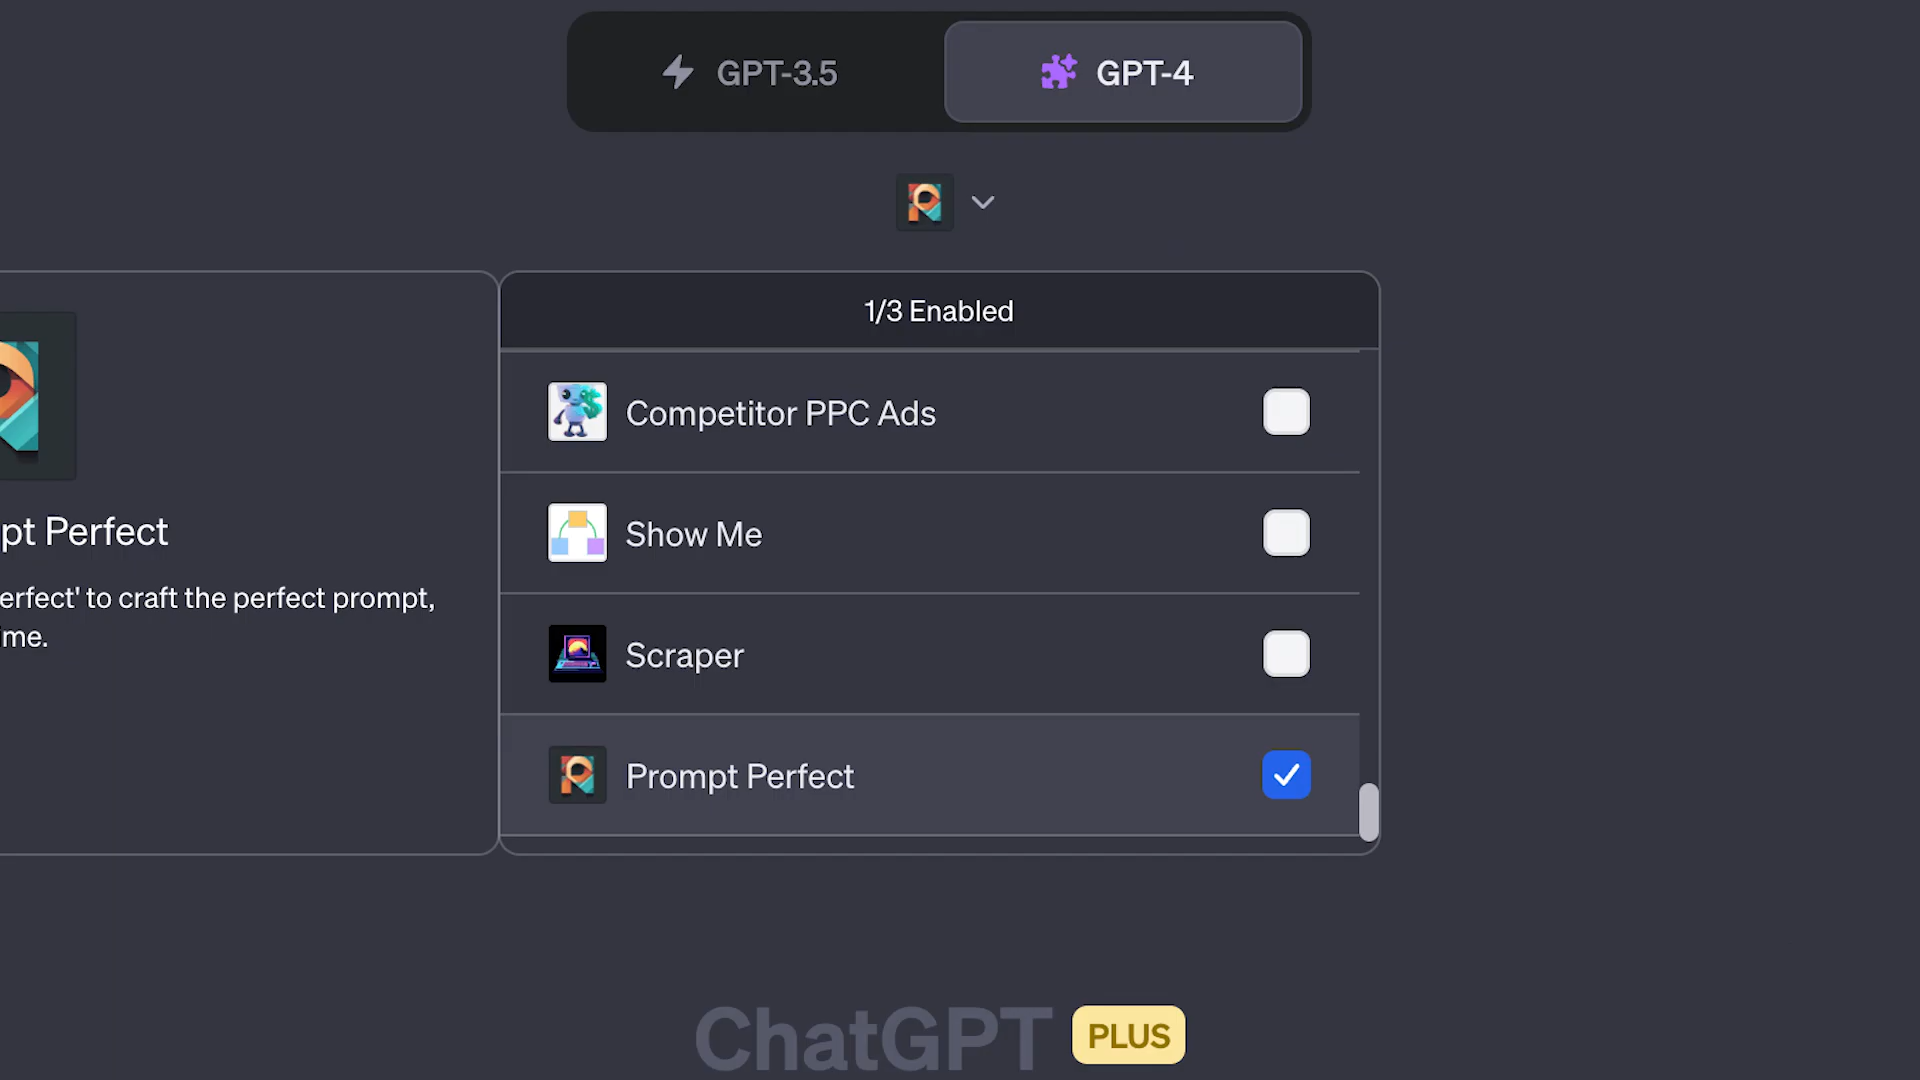 GPT-3.5
GPT-4
1/3 Enabled
Competitor PPC Ads
Show Me
Scraper
Prompt Perfect
pt Perfect
erfect' to craft the perfect prompt,
ime.
ChatGPT PLUS